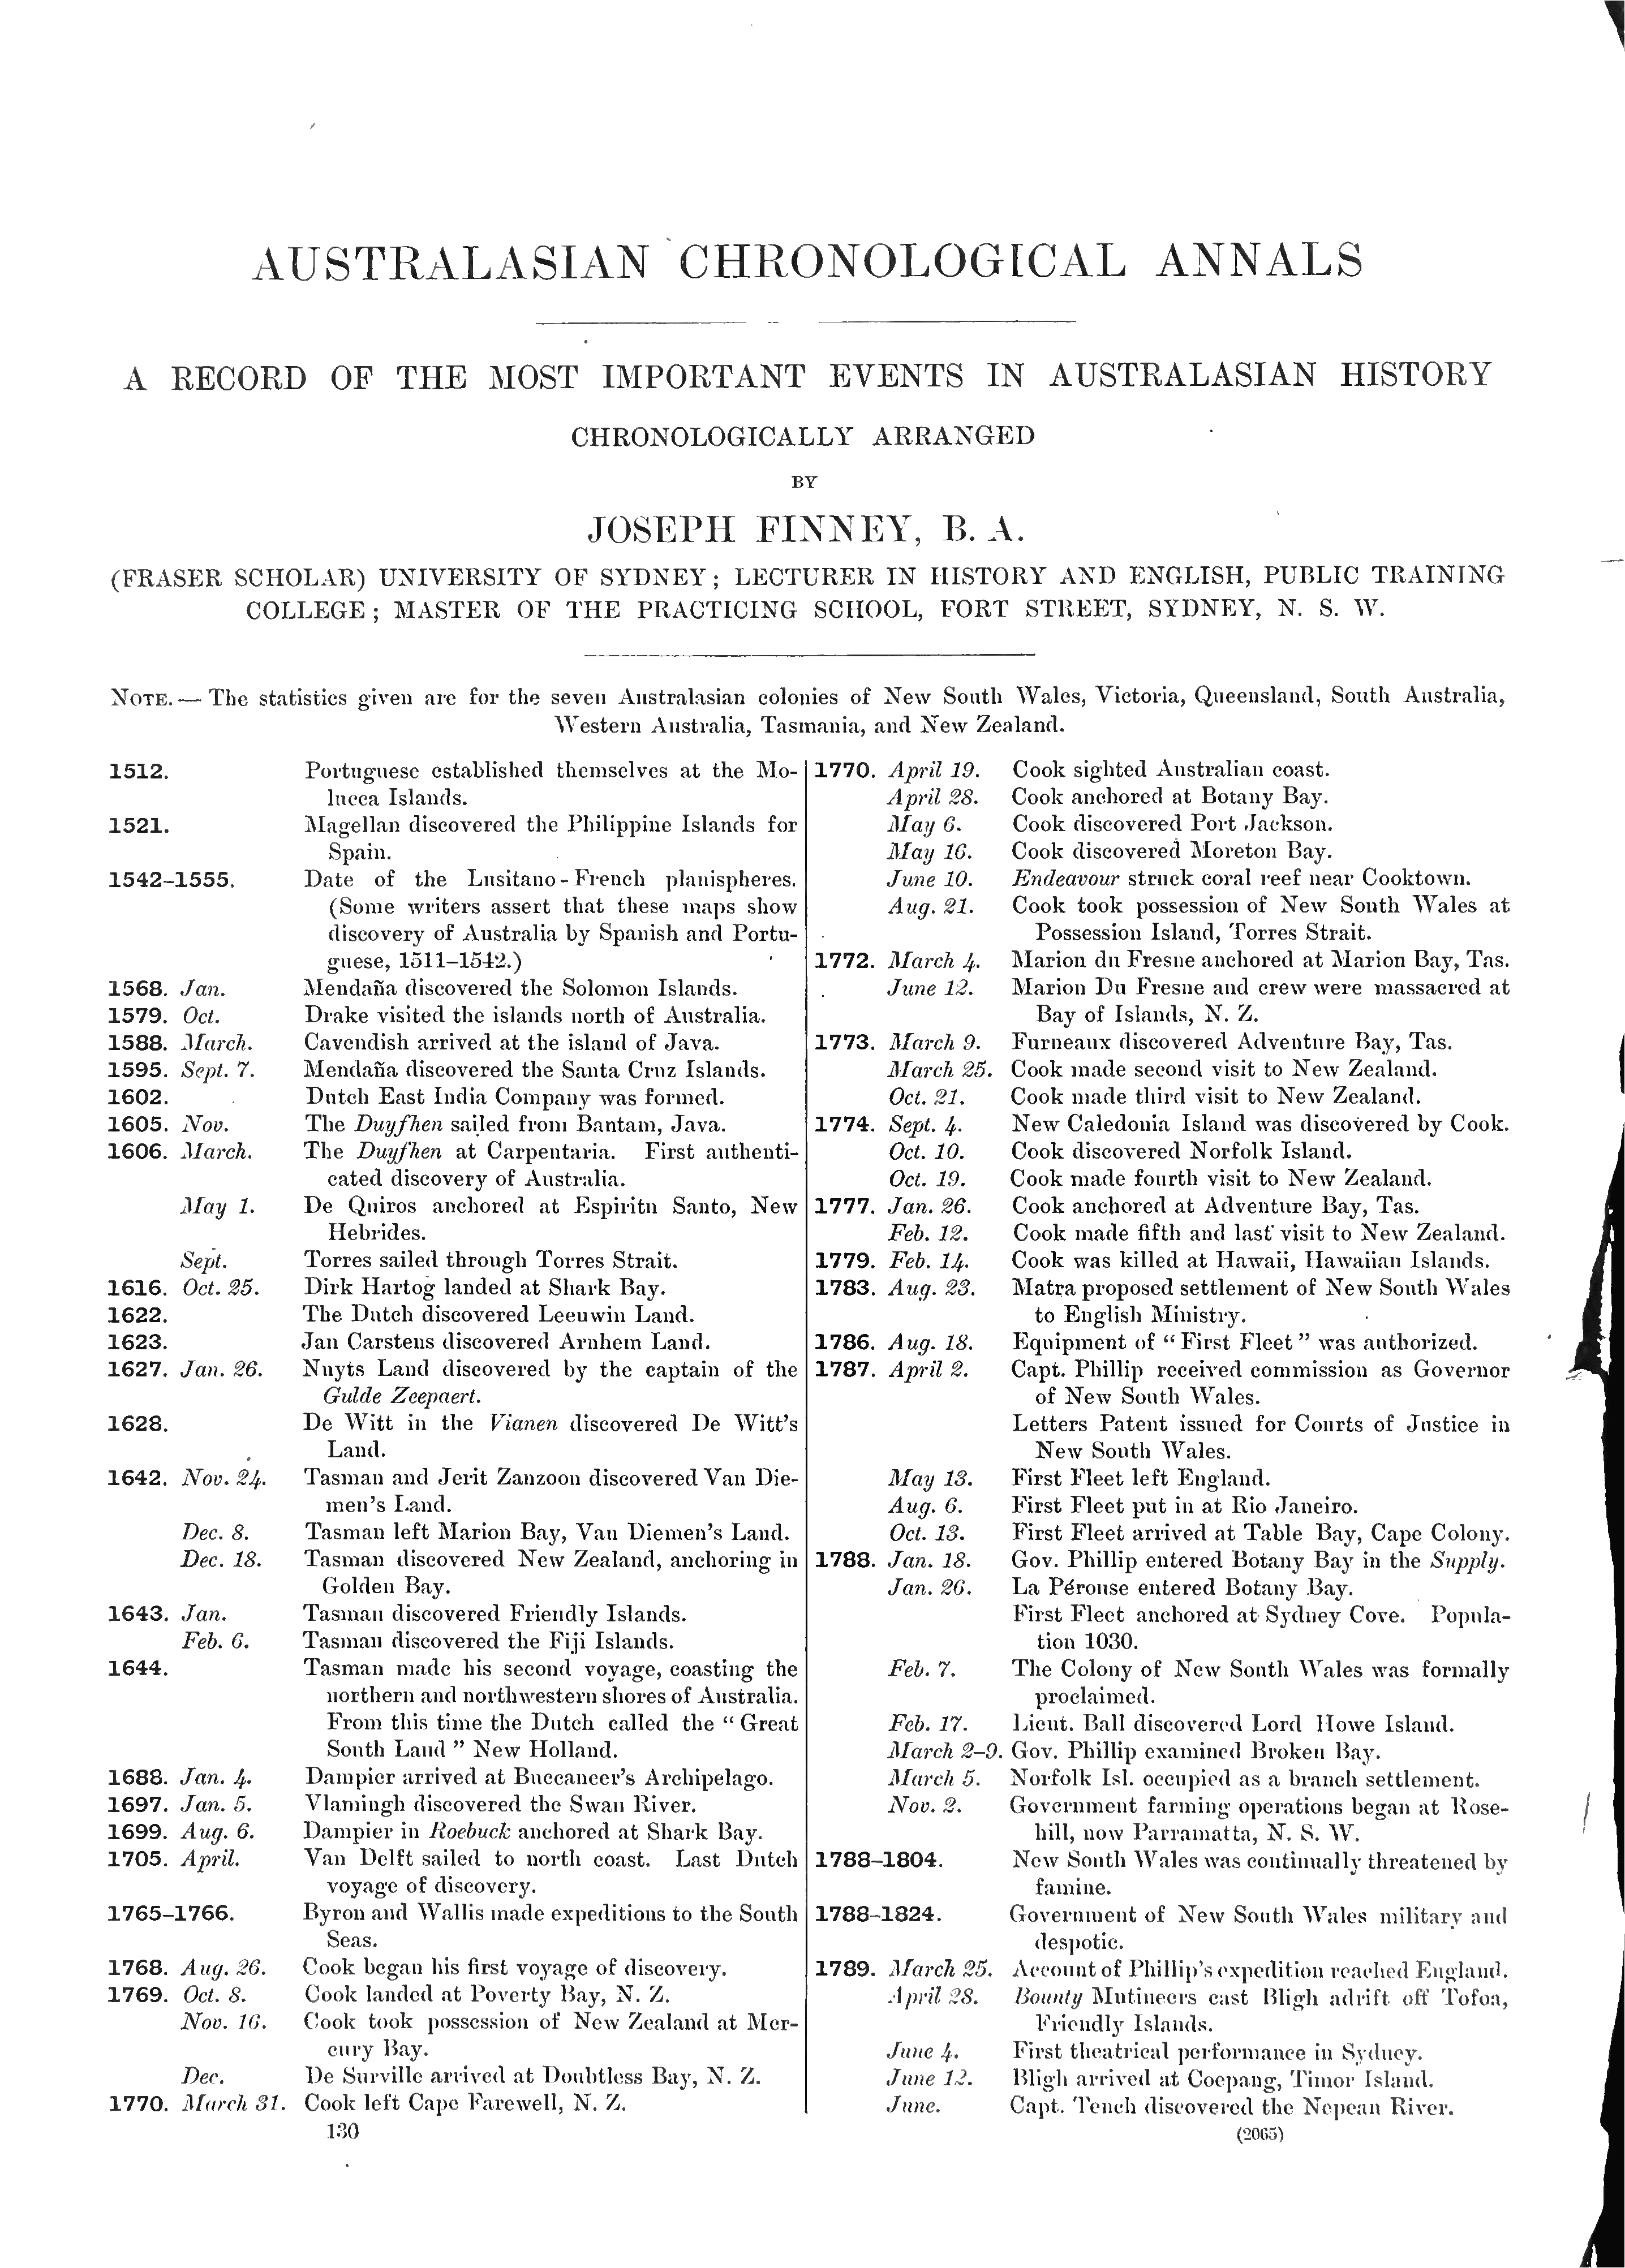 AUSTRALASIAN CHRONOLOGICAL ANNALS
A RECORD OF THE MOST IMPORTANT EVENTS IN AUSTRALASIAN HISTORY
CHRONOLOGICALLY ARRANGED
BY
JOSEPH FINNEY, B. A.
(FRASER SCHOLAR) UNIVERSITY OF SYDNEY; LECTURER IN HISTORY AND ENGLISH, PUBLIC TRAINING
COLLEGE; MASTER OF THE PRACTICING SCHOOL, FORT STREET, SYDNEY, N. S. W.
NOTE. — The statistics given are for the seven Australasian colonies of New South Wales, Victoria, Queensland, South Australia,
Western Australia, Tasmania, and New Zealand.
1512. Portuguese established themselves at the Mo-
lucca Islands.
1521. Magellan discovered the Philippine Islands for
Spain.
1542–1555. Date of the Lusitano-French planispheres.
(Some writers assert that these maps show
discovery of Australia by Spanish and Portu-
guese, 1511–1542.)
1568. Jan. Mendaña discovered the Solomon Islands.
1579. Oct. Drake visited the islands north of Australia.
1588. March. Cavendish arrived at the island of Java.
1595. Sept. 7. Mendaña discovered the Santa Cruz Islands.
1602. Dutch East India Company was formed.
1605. Nov. The Duyfhen sailed from Bantam, Java.
1606. March. The Duyfhen at Carpentaria. First authenti-
cated discovery of Australia.
May 1. De Quiros anchored at Espiritu Santo, New
Hebrides.
Sept. Torres sailed through Torres Strait.
1616. Oct. 25. Dirk Hartog landed at Shark Bay.
1622. The Dutch discovered Leeuwin Land.
1623. Jan Carstens discovered Arnhem Land.
1627. Jan. 26. Nuyts Land discovered by the captain of the
Gulde Zeepaert.
1628. De Witt in the Vianen discovered De Witt's
Land.
1642. Nov. 24. Tasman and Jerit Zanzoon discovered Van Die-
men's Land.
Dec. 8. Tasman left Marion Bay, Van Diemen's Land.
Dec. 18. Tasman discovered New Zealand, anchoring in
Golden Bay.
1643. Jan. Tasman discovered Friendly Islands.
Feb. 6. Tasman discovered the Fiji Islands.
1644. Tasman made his second voyage, coasting the
northern and northwestern shores of Australia.
From this time the Dutch called the "Great
South Land" New Holland.
1688. Jan. 4. Dampier arrived at Buccaneer's Archipelago.
1697. Jan. 5. Vlamingh discovered the Swan River.
1699. Aug. 6. Dampier in Roebuck anchored at Shark Bay.
1705. April. Van Delft sailed to north coast. Last Dutch
voyage of discovery.
1765–1766. Byron and Wallis made expeditions to the South
Seas.
1768. Aug. 26. Cook began his first voyage of discovery.
1769. Oct. 8. Cook landed at Poverty Bay, N. Z.
Nov. 16. Cook took possession of New Zealand at Mer-
cury Bay.
Dec. De Surville arrived at Doubtless Bay, N. Z.
1770. March 31. Cook left Cape Farewell, N. Z.
130
1770. April 19. Cook sighted Australian coast.
April 28. Cook anchored at Botany Bay.
May 6. Cook discovered Port Jackson.
May 16. Cook discovered Moreton Bay.
June 10. Endeavour struck coral reef near Cooktown.
Aug. 21. Cook took possession of New South Wales at
Possession Island, Torres Strait.
1772. March 4. Marion du Fresne anchored at Marion Bay, Tas.
June 12. Marion Du Fresne and crew were massacred at
Bay of Islands, N. Z.
1773. March 9. Furneaux discovered Adventure Bay, Tas.
March 25. Cook made second visit to New Zealand.
Oct. 21. Cook made third visit to New Zealand.
1774. Sept. 4. New Caledonia Island was discovered by Cook.
Oct. 10. Cook discovered Norfolk Island.
Oct. 19. Cook made fourth visit to New Zealand.
1777. Jan. 26. Cook anchored at Adventure Bay, Tas.
Feb. 12. Cook made fifth and last visit to New Zealand.
1779. Feb. 14. Cook was killed at Hawaii, Hawaiian Islands.
1783. Aug. 23. Matra proposed settlement of New South Wales
to English Ministry.
1786. Aug. 18. Equipment of "First Fleet" was authorized.
1787. April 2. Capt. Phillip received commission as Governor
of New South Wales.
Letters Patent issued for Courts of Justice in
New South Wales.
May 13. First Fleet left England.
Aug. 6. First Fleet put in at Rio Janeiro.
Oct. 13. First Fleet arrived at Table Bay, Cape Colony.
1788. Jan. 18. Gov. Phillip entered Botany Bay in the Supply.
Jan. 26. La Pérouse entered Botany Bay.
First Fleet anchored at Sydney Cove. Popula-
tion 1030.
Feb. 7. The Colony of New South Wales was formally
proclaimed.
Feb. 17. Lieut. Ball discovered Lord Howe Island.
March 2–9. Gov. Phillip examined Broken Bay.
March 5. Norfolk Isl. occupied as a branch settlement.
Nov. 2. Government farming operations began at Rose-
hill, now Parramatta, N. S. W.
1788–1804. New South Wales was continually threatened by
famine.
1788–1824. Government of New South Wales military and
despotic.
1789. March 25. Account of Phillip's expedition reached England.
April 28. Bounty Mutineers cast Bligh adrift off Tofoa,
Friendly Islands.
June 4. First theatrical performance in Sydney.
June 12. Bligh arrived at Coepang, Timor Island.
June. Capt. Tench discovered the Nepean River.
(2065)